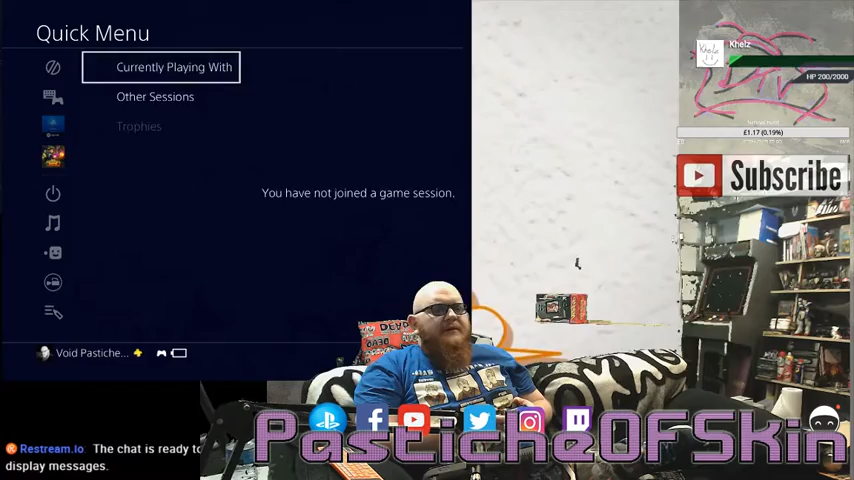 Quick Menu
Currently Playing With
Other Sessions
Trophies
You have not joined a game session.
Void Pastiche...
Khelz
HP 200/2000
£1.17 (0.19%)
Subscribe
DEAD
Restream.io The chat is ready to
display messages.
PasticheOFSkin